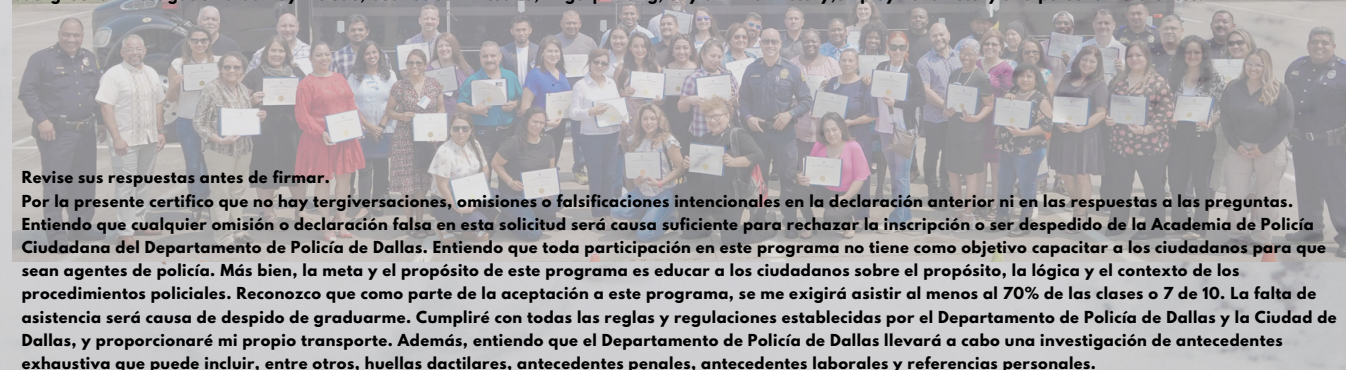 Revise sus respuestas antes de firmar.
Por la presente certifico que no hay tergiversaciones, omisiones o falsificaciones intencionales en la declaración anterior ni en las respuestas a las preguntas.
Entiendo que cualquier omisión o declaración falsa en esta solicitud será causa suficiente para rechazar la inscripción o ser despedido de la Academia de Policía
Ciudadana del Departamento de Policía de Dallas. Entiendo que toda participación en este programa no tiene como objetivo capacitar a los ciudadanos para que
sean agentes de policía. Más bien, la meta y el propósito de este programa es educar a los ciudadanos sobre el propósito, la lógica y el contexto de los
procedimientos policiales. Reconozco que como parte de la aceptación a este programa, se me exigirá asistir al menos al 70% de las clases o 7 de 10. La falta de
asistencia será causa de despido de graduarme. Cumpliré con todas las reglas y regulaciones establecidas por el Departamento de Policía de Dallas y la Ciudad de
Dallas, y proporcionaré mi propio transporte. Además, entiendo que el Departamento de Policía de Dallas llevará a cabo una investigación de antecedentes
exhaustiva que puede incluir, entre otros, huellas dactilares, antecedentes penales, antecedentes laborales y referencias personales.